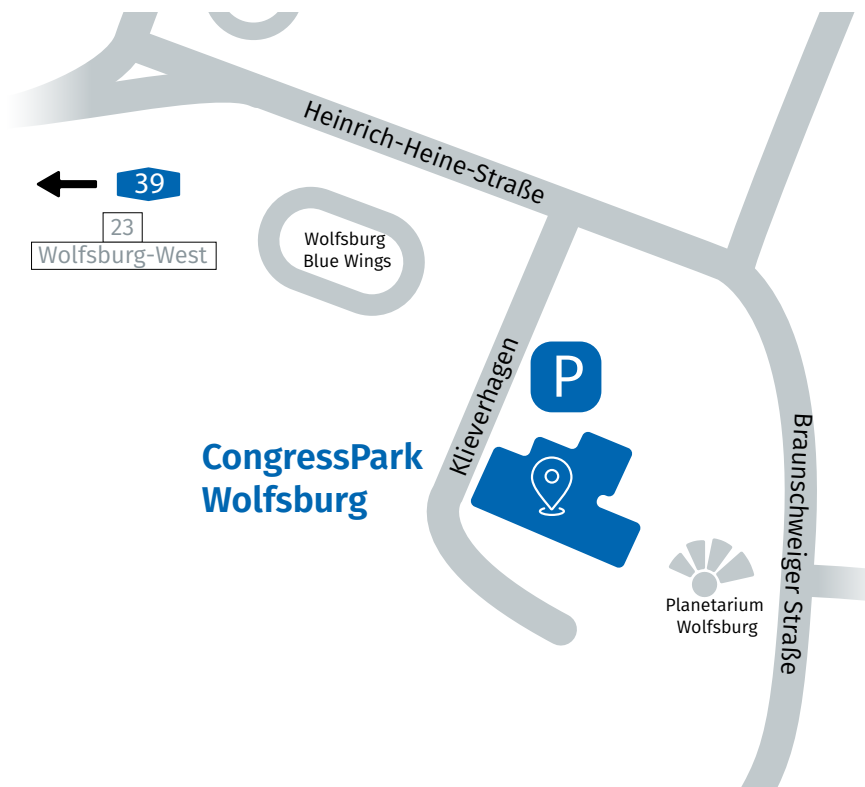 Heinrich-Heine-Straße
39
23
Wolfsburg-West
Wolfsburg
Blue Wings
Klieverhagen
P
CongressPark
Wolfsburg
Braunschweiger Straße
Planetarium
Wolfsburg